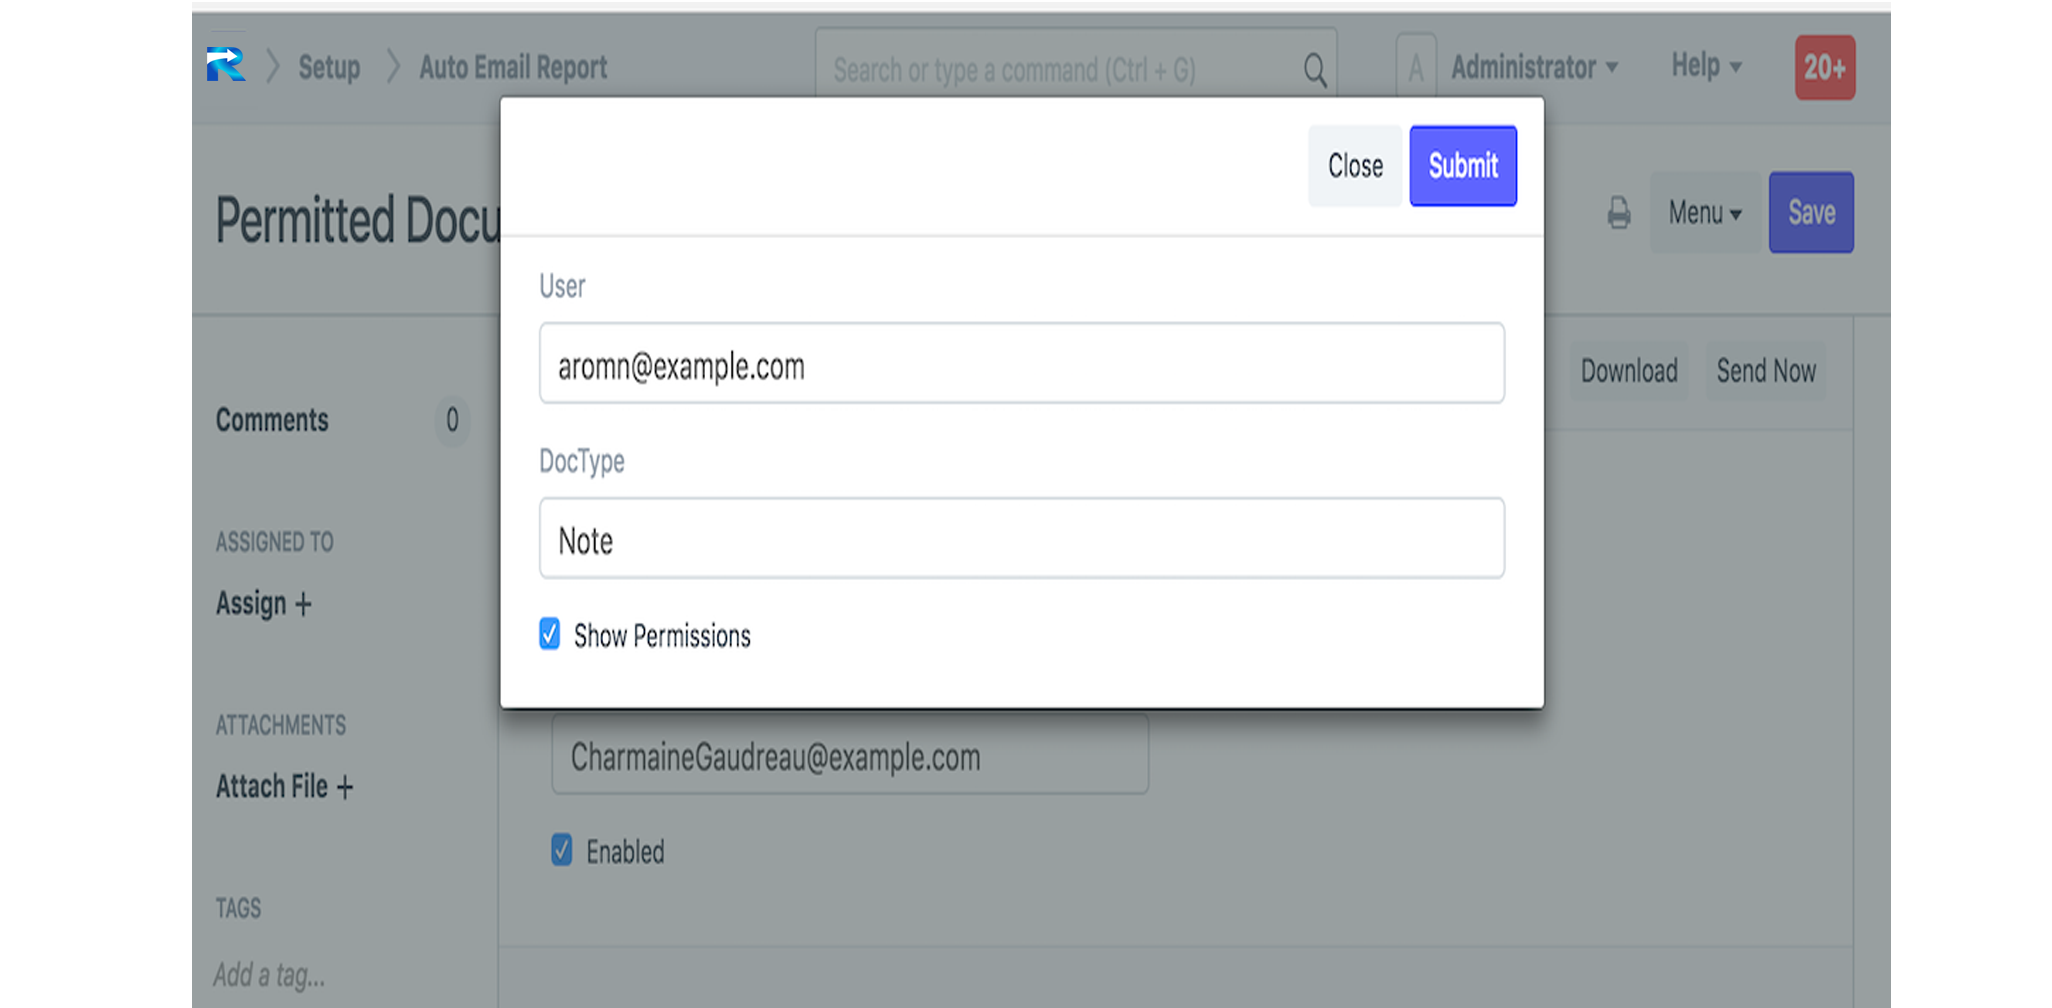 Setup
Auto Email Report
Search or type a command (Ctrl + G)
A
Administrator
Help
20+
Close
Submit
Permitted Docu
Menu
Save
User
aromn@example.com
Download
Send Now
Comments
0
DocType
Note
ASSIGNED TO
Assign +
Show Permissions
ATTACHMENTS
Attach File +
CharmaineGaudreau@example.com
Enabled
TAGS
Add a tag...